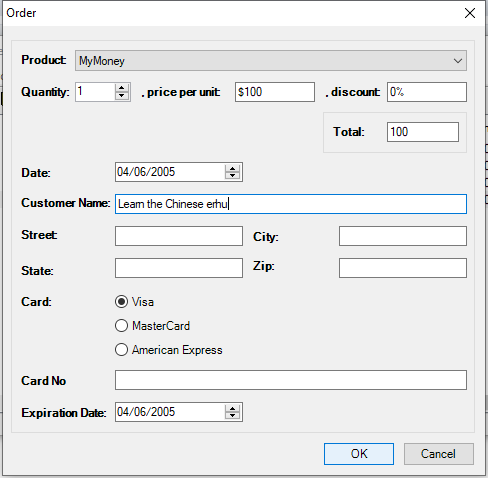 Order
Product: MyMoney
Quantity: 1 , price per unit: $100 , discount: 0%
Total: 100
Date: 04/06/2005
Customer Name: Learn the Chinese erhu
Street: City:
State: Zip:
Card: Visa
MasterCard
American Express
Card No
Expiration Date: 04/06/2005
OK Cancel